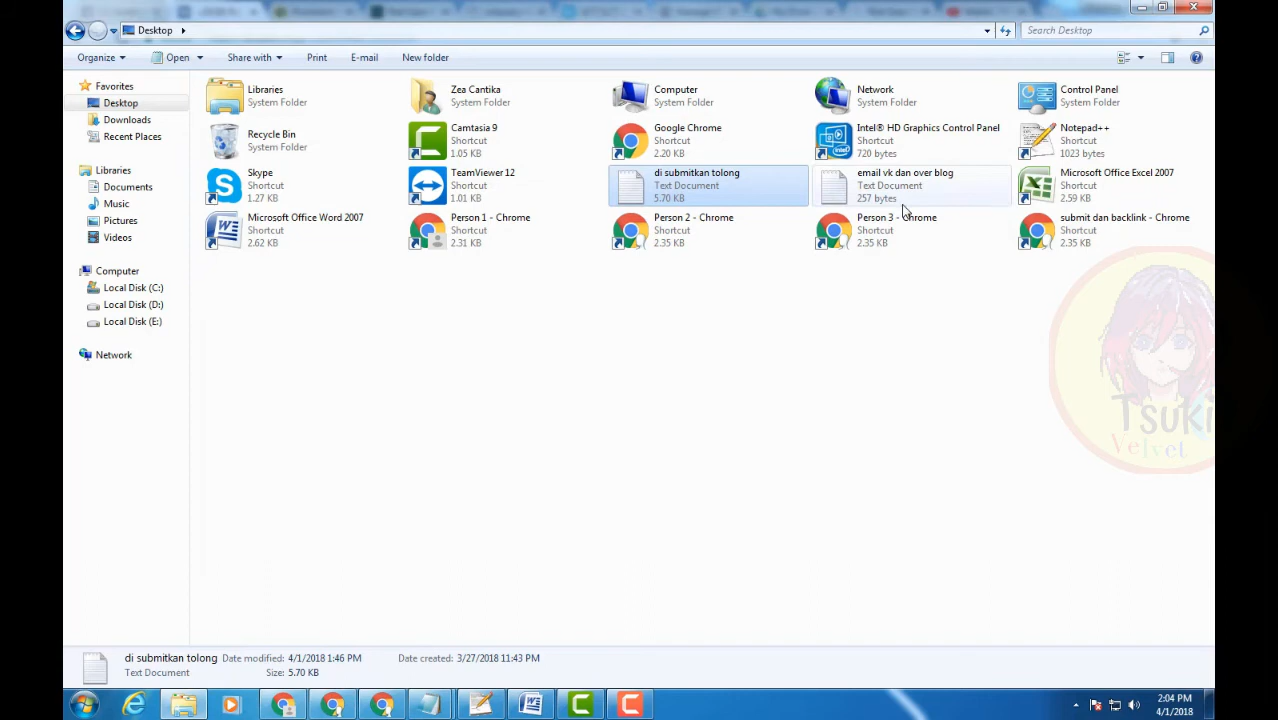 Desktop
Search Desktop
Organize Open Share with Print E-mail New folder
Favorites
Desktop
Downloads
Recent Places
Libraries
Documents
Music
Pictures
Videos
Computer
Local Disk (C:)
Local Disk (D:)
Local Disk (E:)
Network
Libraries
System Folder
Zea Cantika
System Folder
Computer
System Folder
Network
System Folder
Control Panel
System Folder
Recycle Bin
System Folder
Camtasia 9
Shortcut
1.05 KB
Google Chrome
Shortcut
2.20 KB
Intel® HD Graphics Control Panel
Shortcut
720 bytes
Notepad++
Shortcut
1023 bytes
Skype
Shortcut
1.27 KB
TeamViewer 12
Shortcut
1.01 KB
di submitkan tolong
Text Document
5.70 KB
email vk dan over blog
Text Document
257 bytes
Microsoft Office Excel 2007
Shortcut
2.59 KB
Microsoft Office Word 2007
Shortcut
2.62 KB
Person 1 - Chrome
Shortcut
2.31 KB
Person 2 - Chrome
Shortcut
2.35 KB
Person 3 - Chrome
Shortcut
2.35 KB
submit dan backlink - Chrome
Shortcut
2.35 KB
Tsuki
Velvet
di submitkan tolong Date modified: 4/1/2018 1:46 PM Date created: 3/27/2018 11:43 PM
Text Document Size: 5.70 KB
2:04 PM
4/1/2018